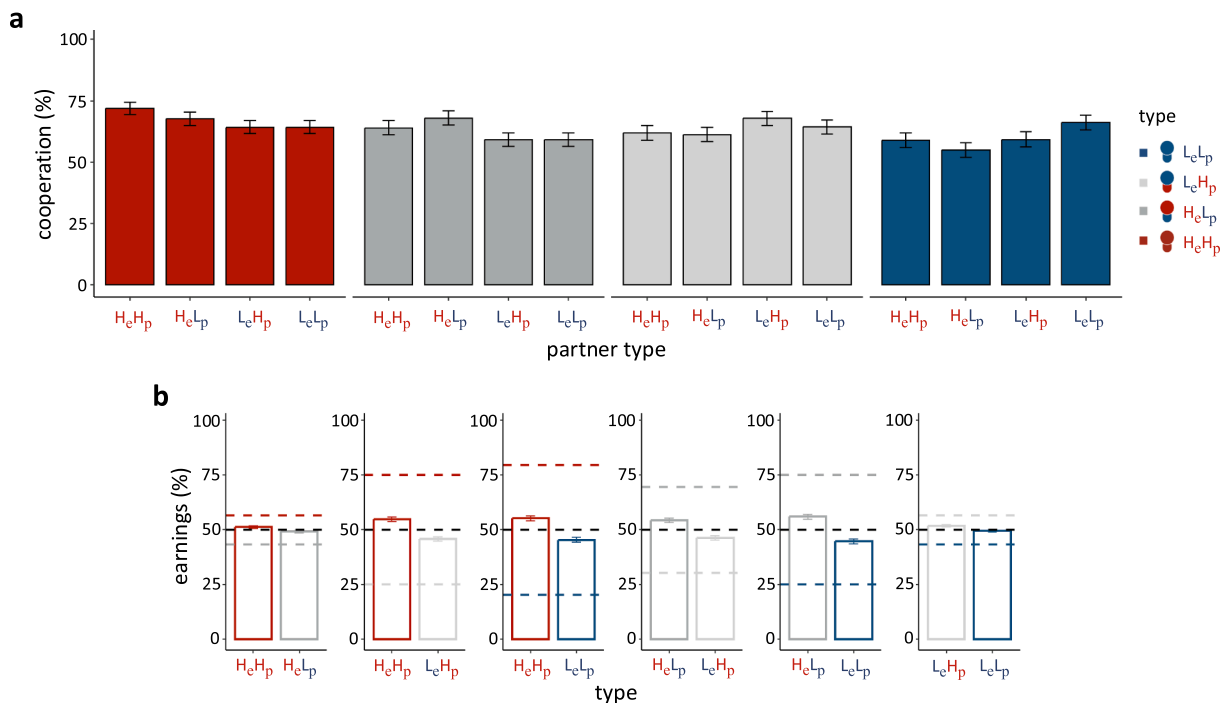 a
100
75
50
25
0
cooperation (%)
HeHp HeLp LeHp LeLp HeHp HeLp LeHp LeLp HeHp HeLp LeHp LeLp HeHp HeLp LeHp LeLp
partner type
type
LeLp
LeHp
HeLp
HeHp
b
100 100 100 100 100 100
75 75 75 75 75 75
50 50 50 50 50 50
25 25 25 25 25 25
0 0 0 0 0 0
earnings (%)
HeHp HeLp HeHp LeHp HeHp LeLp HeLp LeHp HeLp LeLp LeHp LeLp
type